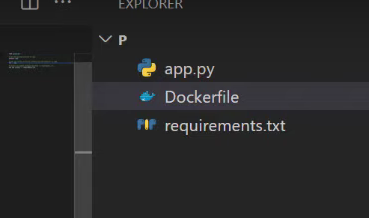 EXPLORER
P
app.py
Dockerfile
requirements.txt